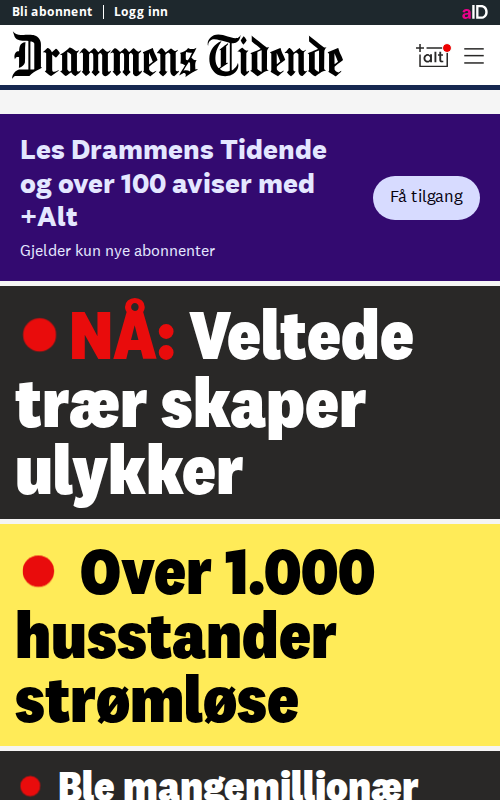 Bli abonnent | Logg inn
aID
Drammens Tidende
+alt
Les Drammens Tidende
og over 100 aviser med
+Alt
Få tilgang
Gjelder kun nye abonnenter
NÅ: Veltede
trær skaper
ulykker
Over 1.000
husstander
strømløse
Ble mangemillionær